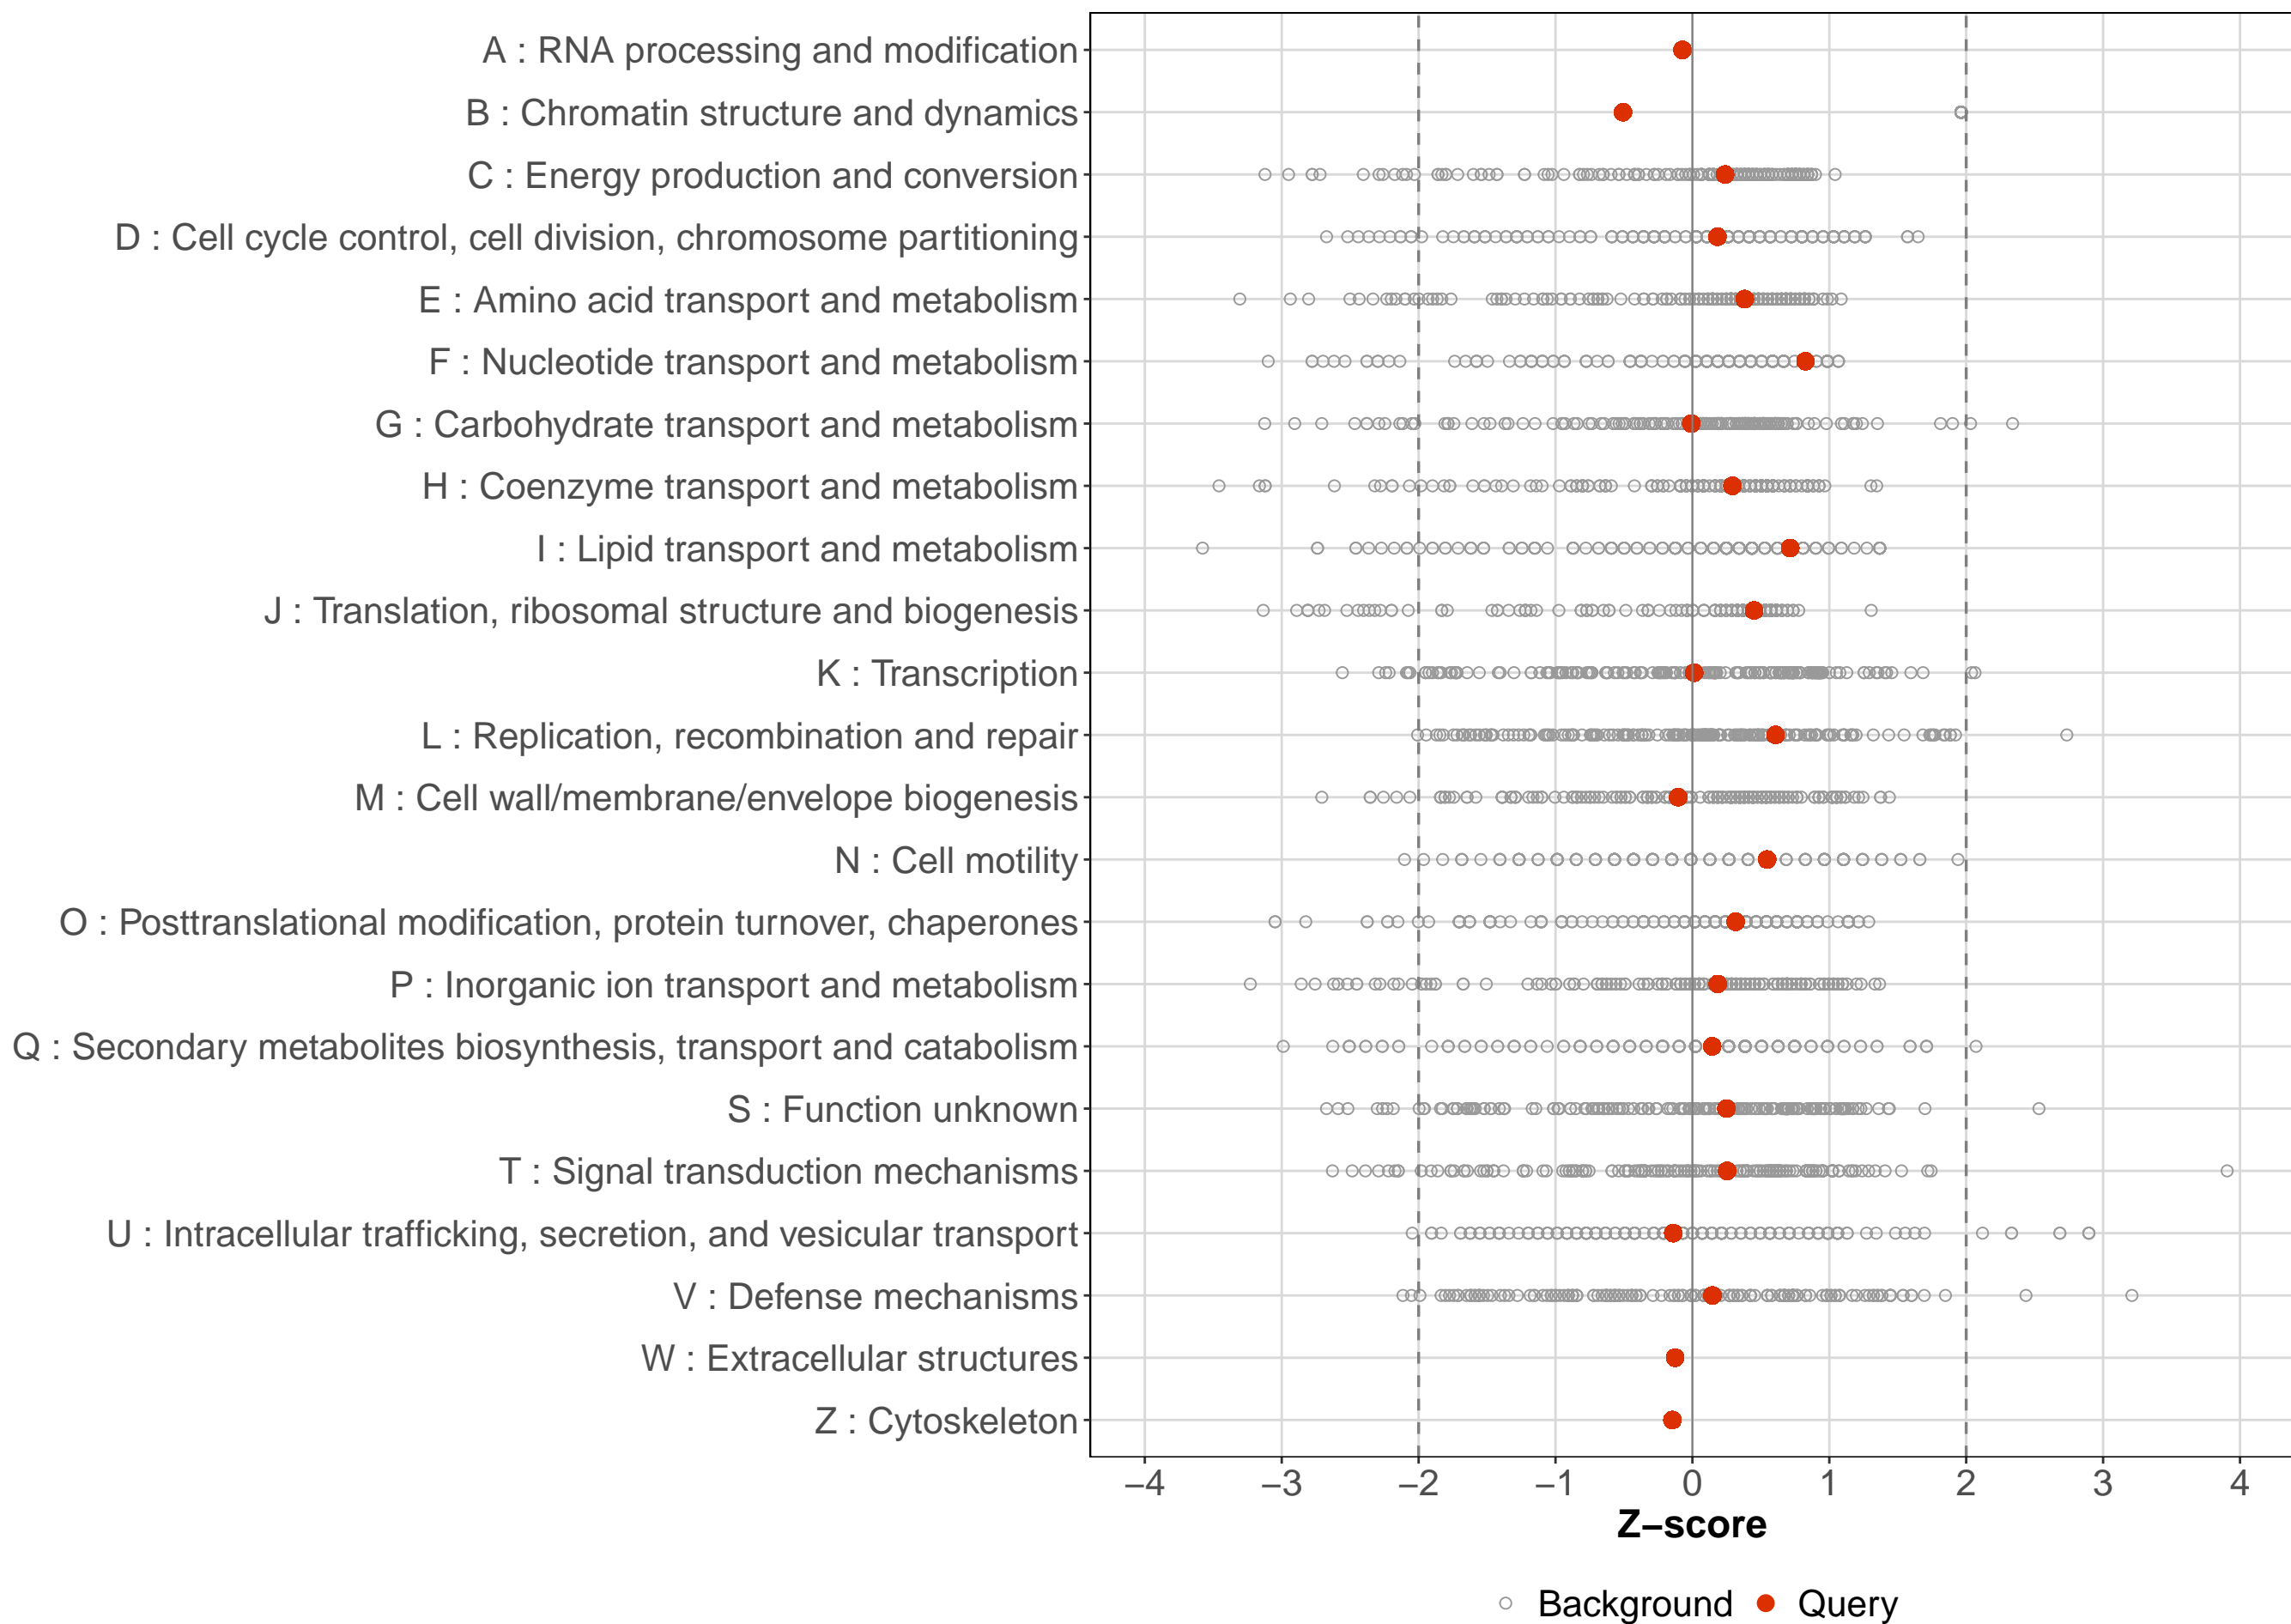 A : RNA processing and modification
B : Chromatin structure and dynamics
C : Energy production and conversion
D : Cell cycle control, cell division, chromosome partitioning
E : Amino acid transport and metabolism
F : Nucleotide transport and metabolism
G : Carbohydrate transport and metabolism
H : Coenzyme transport and metabolism
I : Lipid transport and metabolism
J : Translation, ribosomal structure and biogenesis
K : Transcription
L : Replication, recombination and repair
M : Cell wall/membrane/envelope biogenesis
N : Cell motility
O : Posttranslational modification, protein turnover, chaperones
P : Inorganic ion transport and metabolism
Q : Secondary metabolites biosynthesis, transport and catabolism
S : Function unknown
T : Signal transduction mechanisms
U : Intracellular trafficking, secretion, and vesicular transport
V : Defense mechanisms
W : Extracellular structures
Z : Cytoskeleton
−4 −3 −2 −1 0 1 2 3 4
Z−score
Background Query